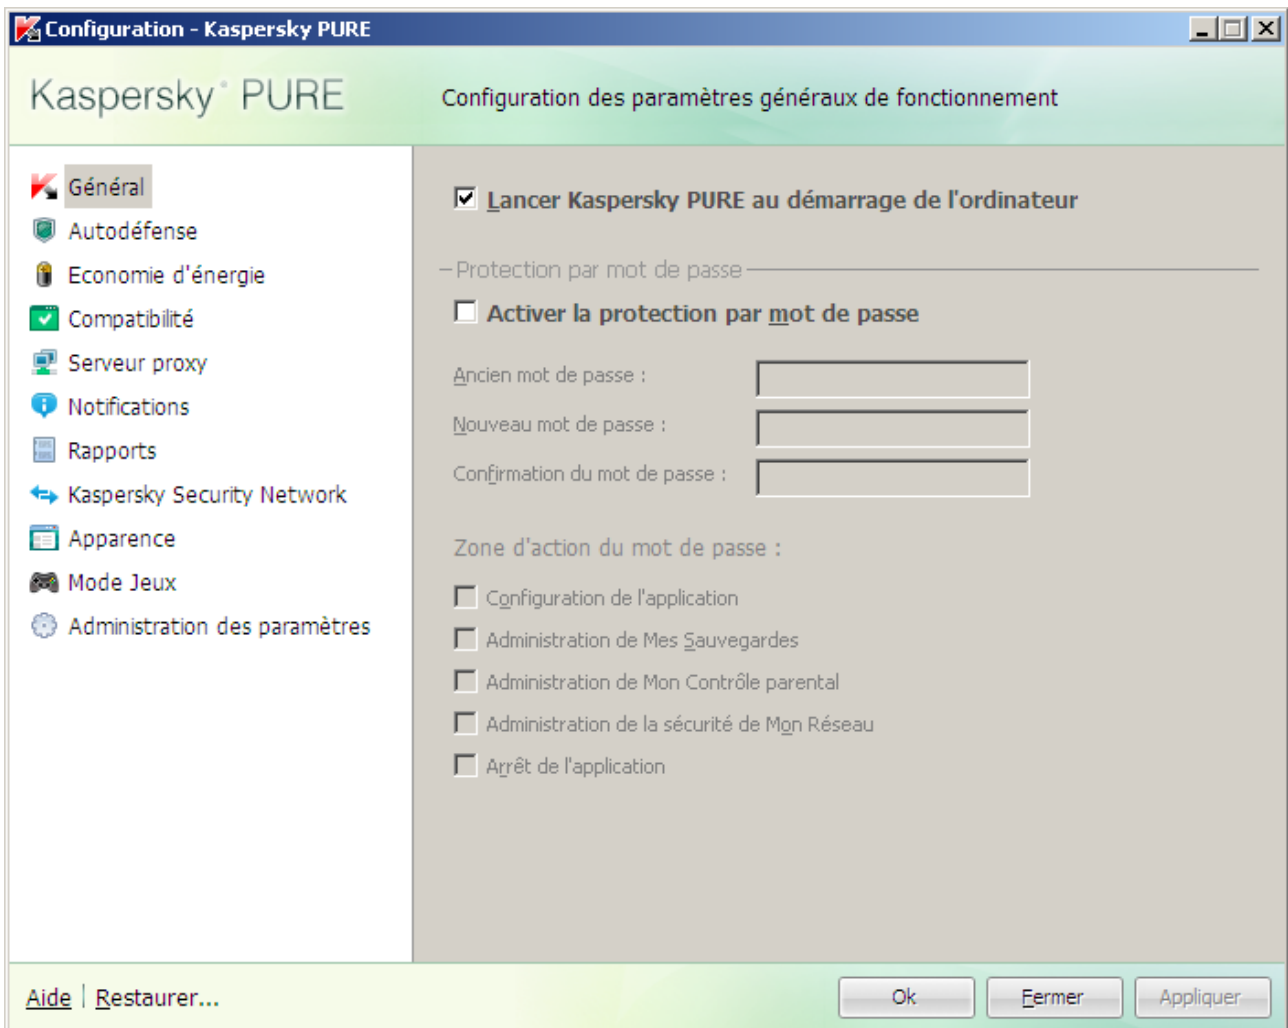 Configuration - Kaspersky PURE
Kaspersky PURE
Configuration des paramètres généraux de fonctionnement
Général
Autodéfense
Economie d'énergie
Compatibilité
Serveur proxy
Notifications
Rapports
Kaspersky Security Network
Apparence
Mode Jeux
Administration des paramètres
Lancer Kaspersky PURE au démarrage de l'ordinateur
Protection par mot de passe
Activer la protection par mot de passe
Ancien mot de passe :
Nouveau mot de passe :
Confirmation du mot de passe :
Zone d'action du mot de passe :
Configuration de l'application
Administration de Mes Sauvegardes
Administration de Mon Contrôle parental
Administration de la sécurité de Mon Réseau
Arrêt de l'application
Aide | Restaurer...
Ok
Fermer
Appliquer